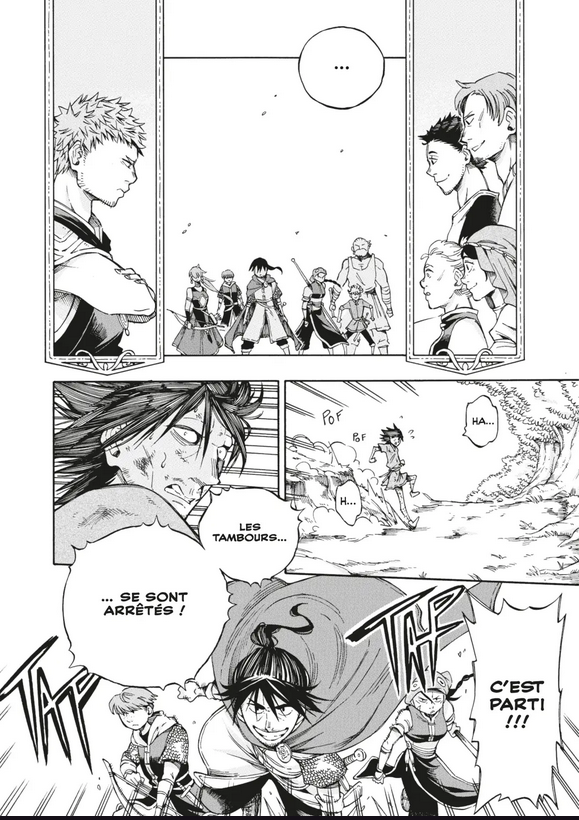 ...
HA...
POF
POF
H...
LES
TAMBOURS...
... SE SONT
ARRÊTÉS !
C'EST
PARTI
!!!
TAP
TAP